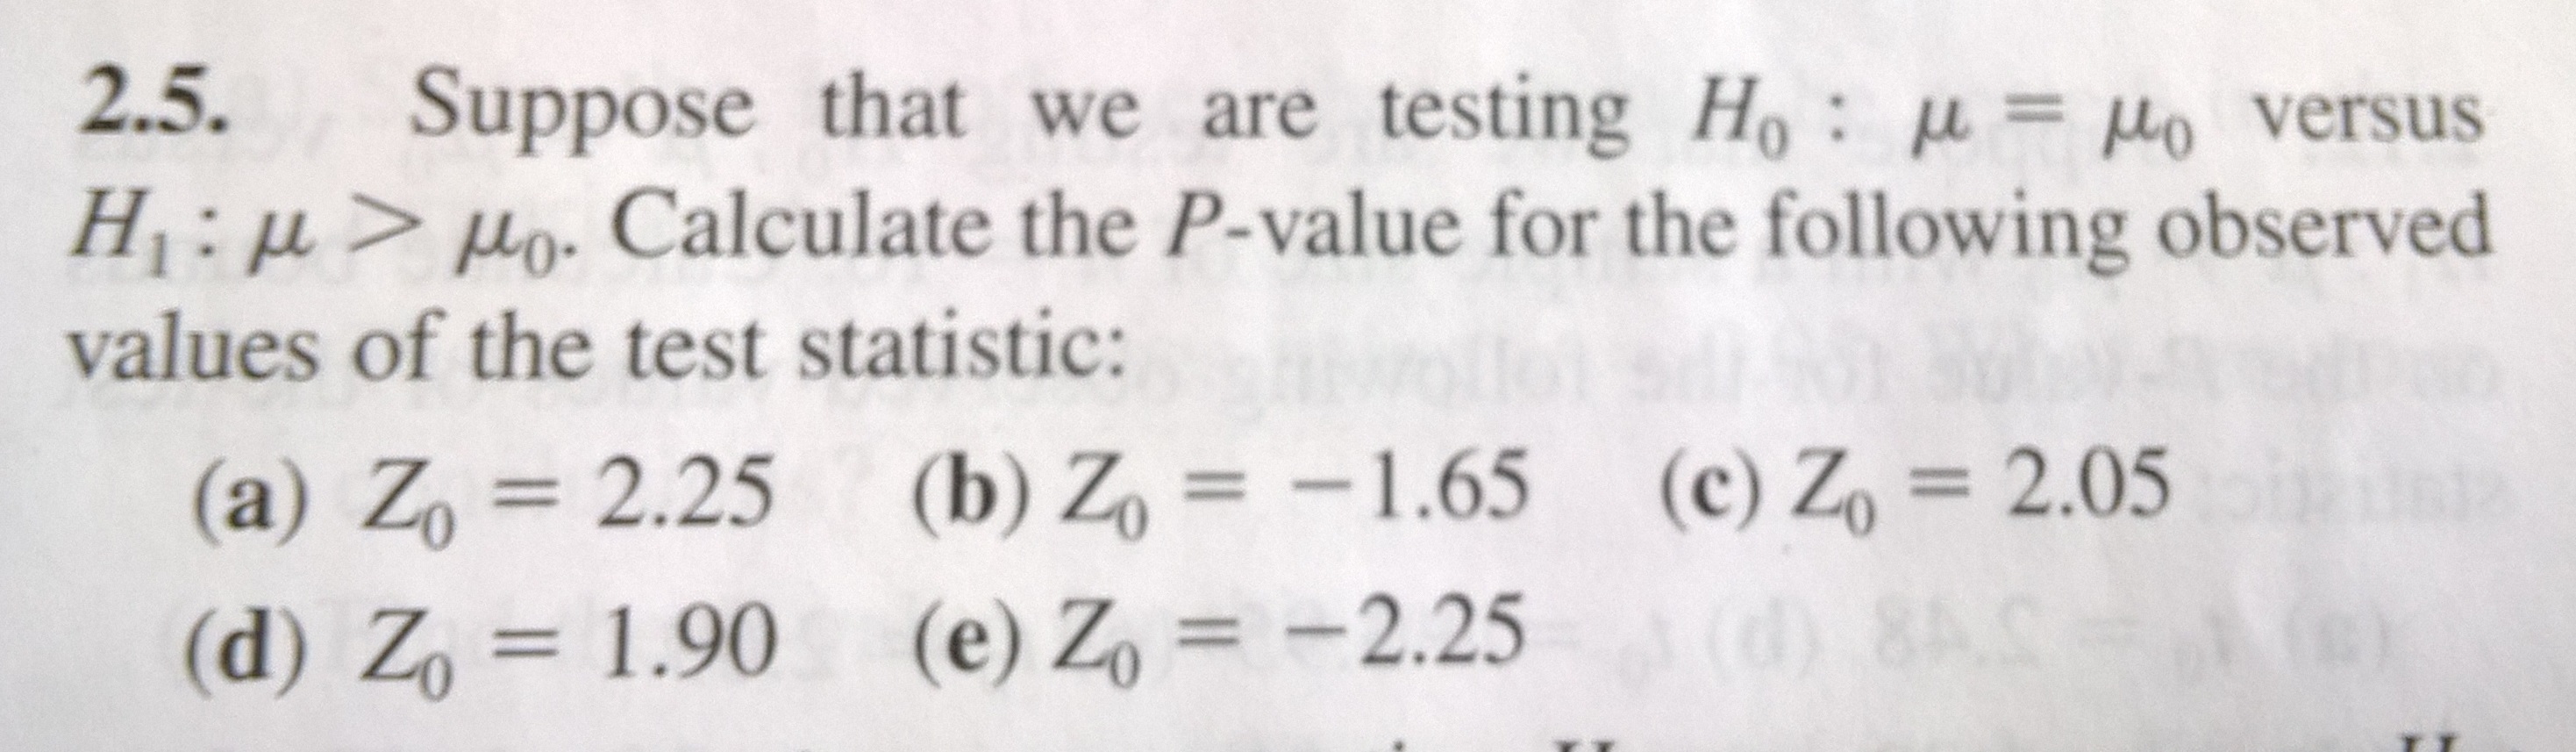 2.5. Suppose that we are testing H₀ : μ = μ₀ versus
H₁ : μ > μ₀. Calculate the P-value for the following observed
values of the test statistic:
(a) Z₀ = 2.25 (b) Z₀ = −1.65 (c) Z₀ = 2.05
(d) Z₀ = 1.90 (e) Z₀ = −2.25